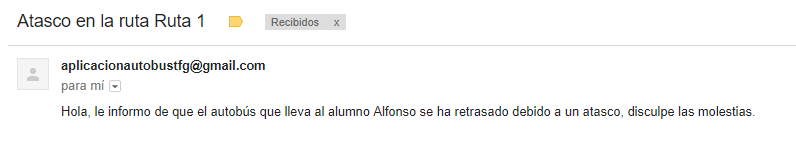 Atasco en la ruta Ruta 1 Recibidos x
aplicacionautobustfg@gmail.com
para mí
Hola, le informo de que el autobús que lleva al alumno Alfonso se ha retrasado debido a un atasco, disculpe las molestias.